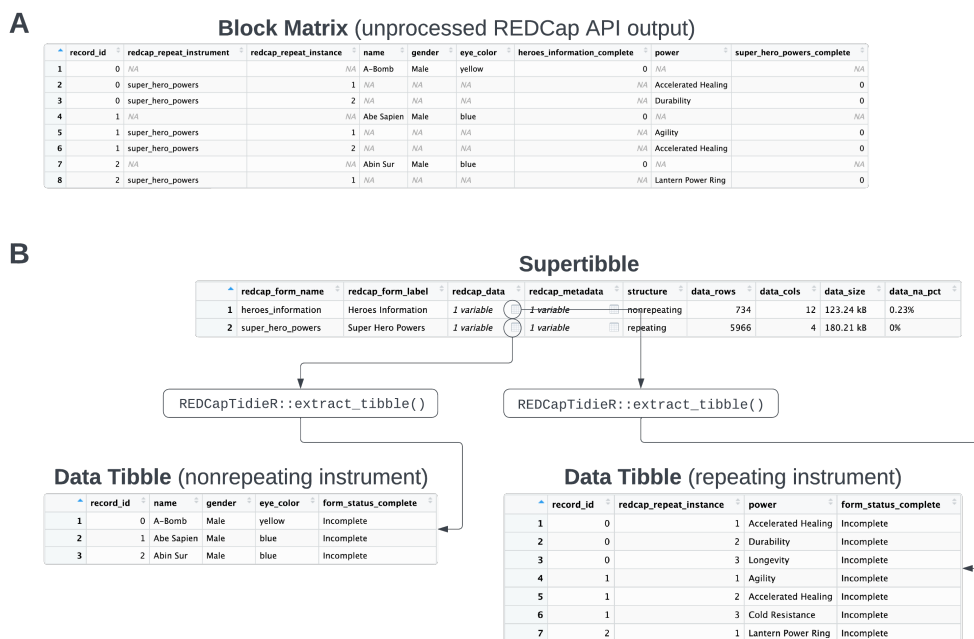 A
Block Matrix (unprocessed REDCap API output)
record_id redcap_repeat_instrument redcap_repeat_instance name gender eye_color heroes_information_complete power super_hero_powers_complete
1 0 NA NA A-Bomb Male yellow 0 NA NA
2 0 super_hero_powers 1 NA NA NA NA Accelerated Healing 0
3 0 super_hero_powers 2 NA NA NA NA Durability 0
4 1 NA NA Abe Sapien Male blue 0 NA NA
5 1 super_hero_powers 1 NA NA NA NA Agility 0
6 1 super_hero_powers 2 NA NA NA NA Accelerated Healing 0
7 2 NA NA Abin Sur Male blue 0 NA NA
8 2 super_hero_powers 1 NA NA NA NA Lantern Power Ring 0
B
Supertibble
redcap_form_name redcap_form_label redcap_data redcap_metadata structure data_rows data_cols data_size data_na_pct
1 heroes_information Heroes Information 1 variable 1 variable nonrepeating 734 12 123.24 kB 0.23%
2 super_hero_powers Super Hero Powers 1 variable 1 variable repeating 5966 4 180.21 kB 0%
REDCapTidieR::extract_tibble() REDCapTidieR::extract_tibble()
Data Tibble (nonrepeating instrument)
record_id name gender eye_color form_status_complete
1 0 A-Bomb Male yellow Incomplete
2 1 Abe Sapien Male blue Incomplete
3 2 Abin Sur Male blue Incomplete
Data Tibble (repeating instrument)
record_id redcap_repeat_instance power form_status_complete
1 0 1 Accelerated Healing Incomplete
2 0 2 Durability Incomplete
3 0 3 Longevity Incomplete
4 1 1 Agility Incomplete
5 1 2 Accelerated Healing Incomplete
6 1 3 Cold Resistance Incomplete
7 2 1 Lantern Power Ring Incomplete